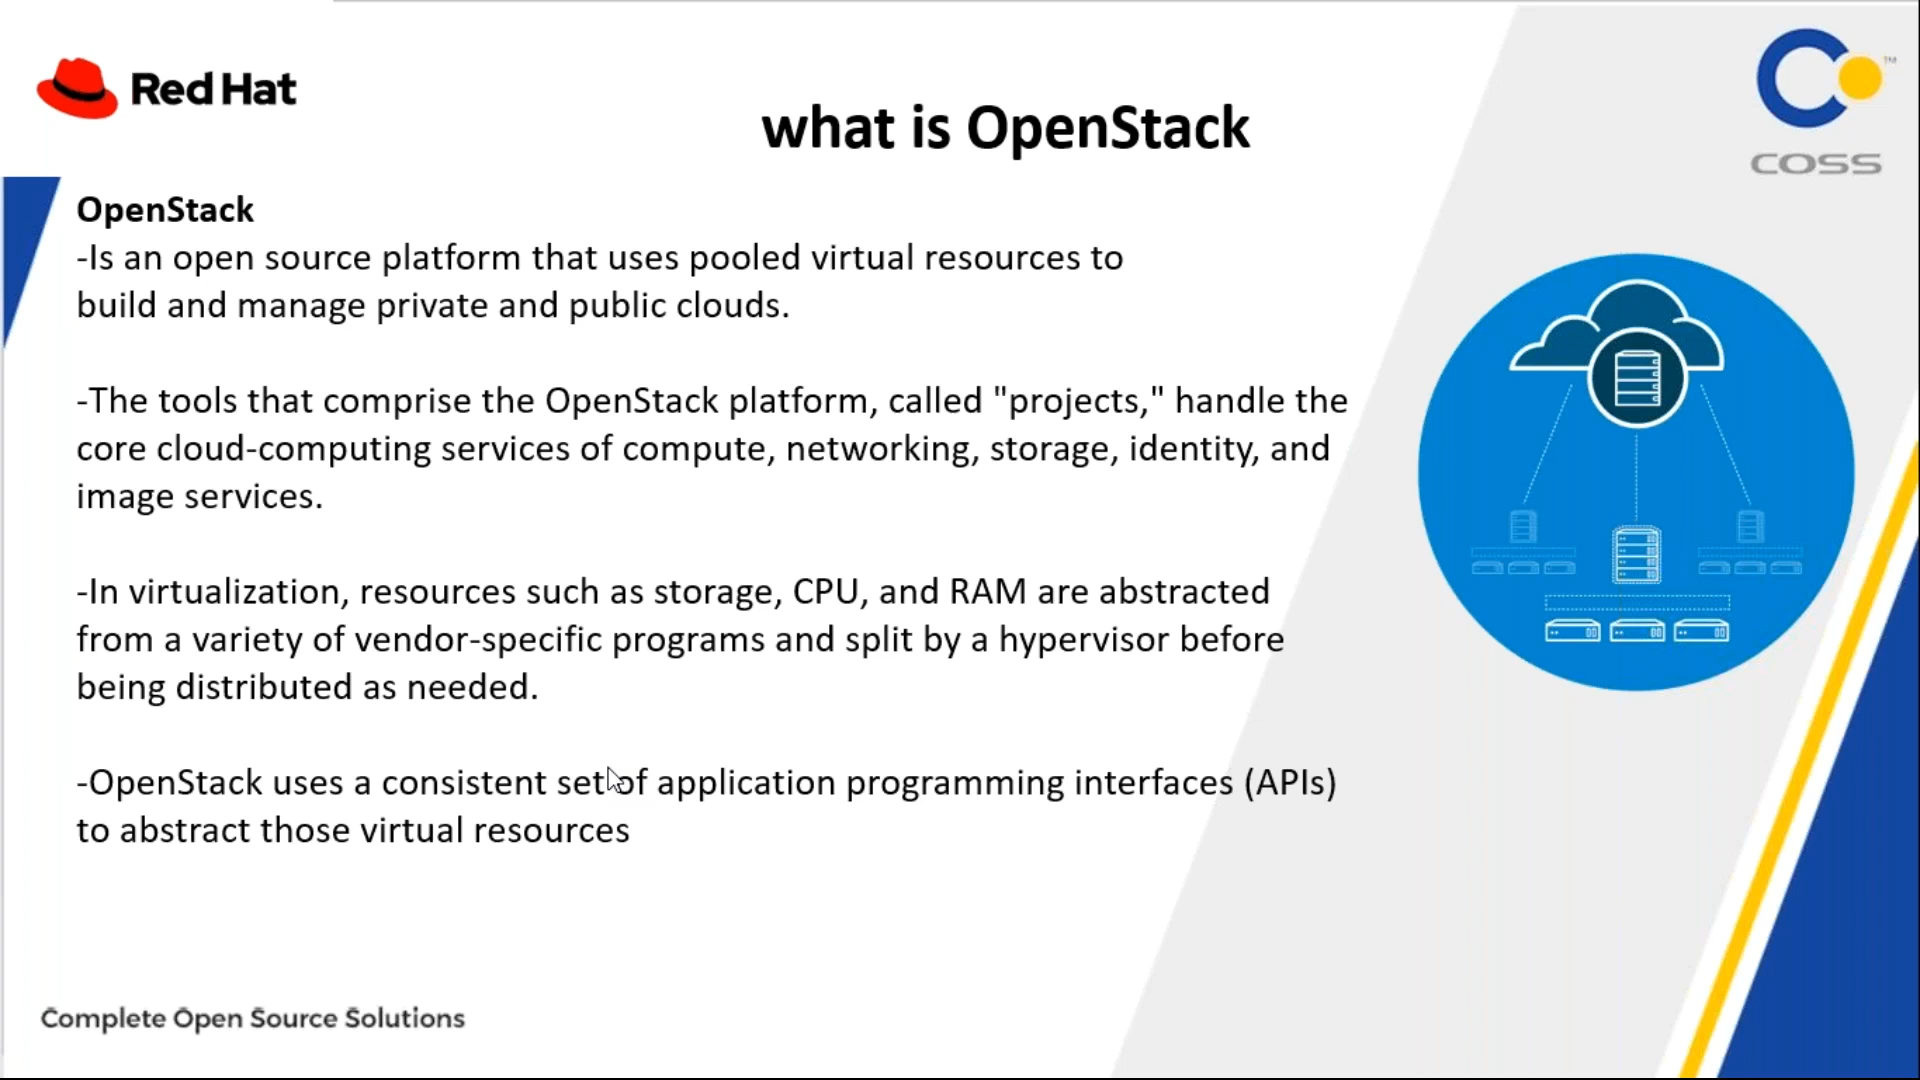 Red Hat
what is OpenStack
TM
COSS
OpenStack
-Is an open source platform that uses pooled virtual resources to
build and manage private and public clouds.
-The tools that comprise the OpenStack platform, called "projects," handle the
core cloud-computing services of compute, networking, storage, identity, and
image services.
-In virtualization, resources such as storage, CPU, and RAM are abstracted
from a variety of vendor-specific programs and split by a hypervisor before
being distributed as needed.
-OpenStack uses a consistent set of application programming interfaces (APIs)
to abstract those virtual resources
Complete Open Source Solutions